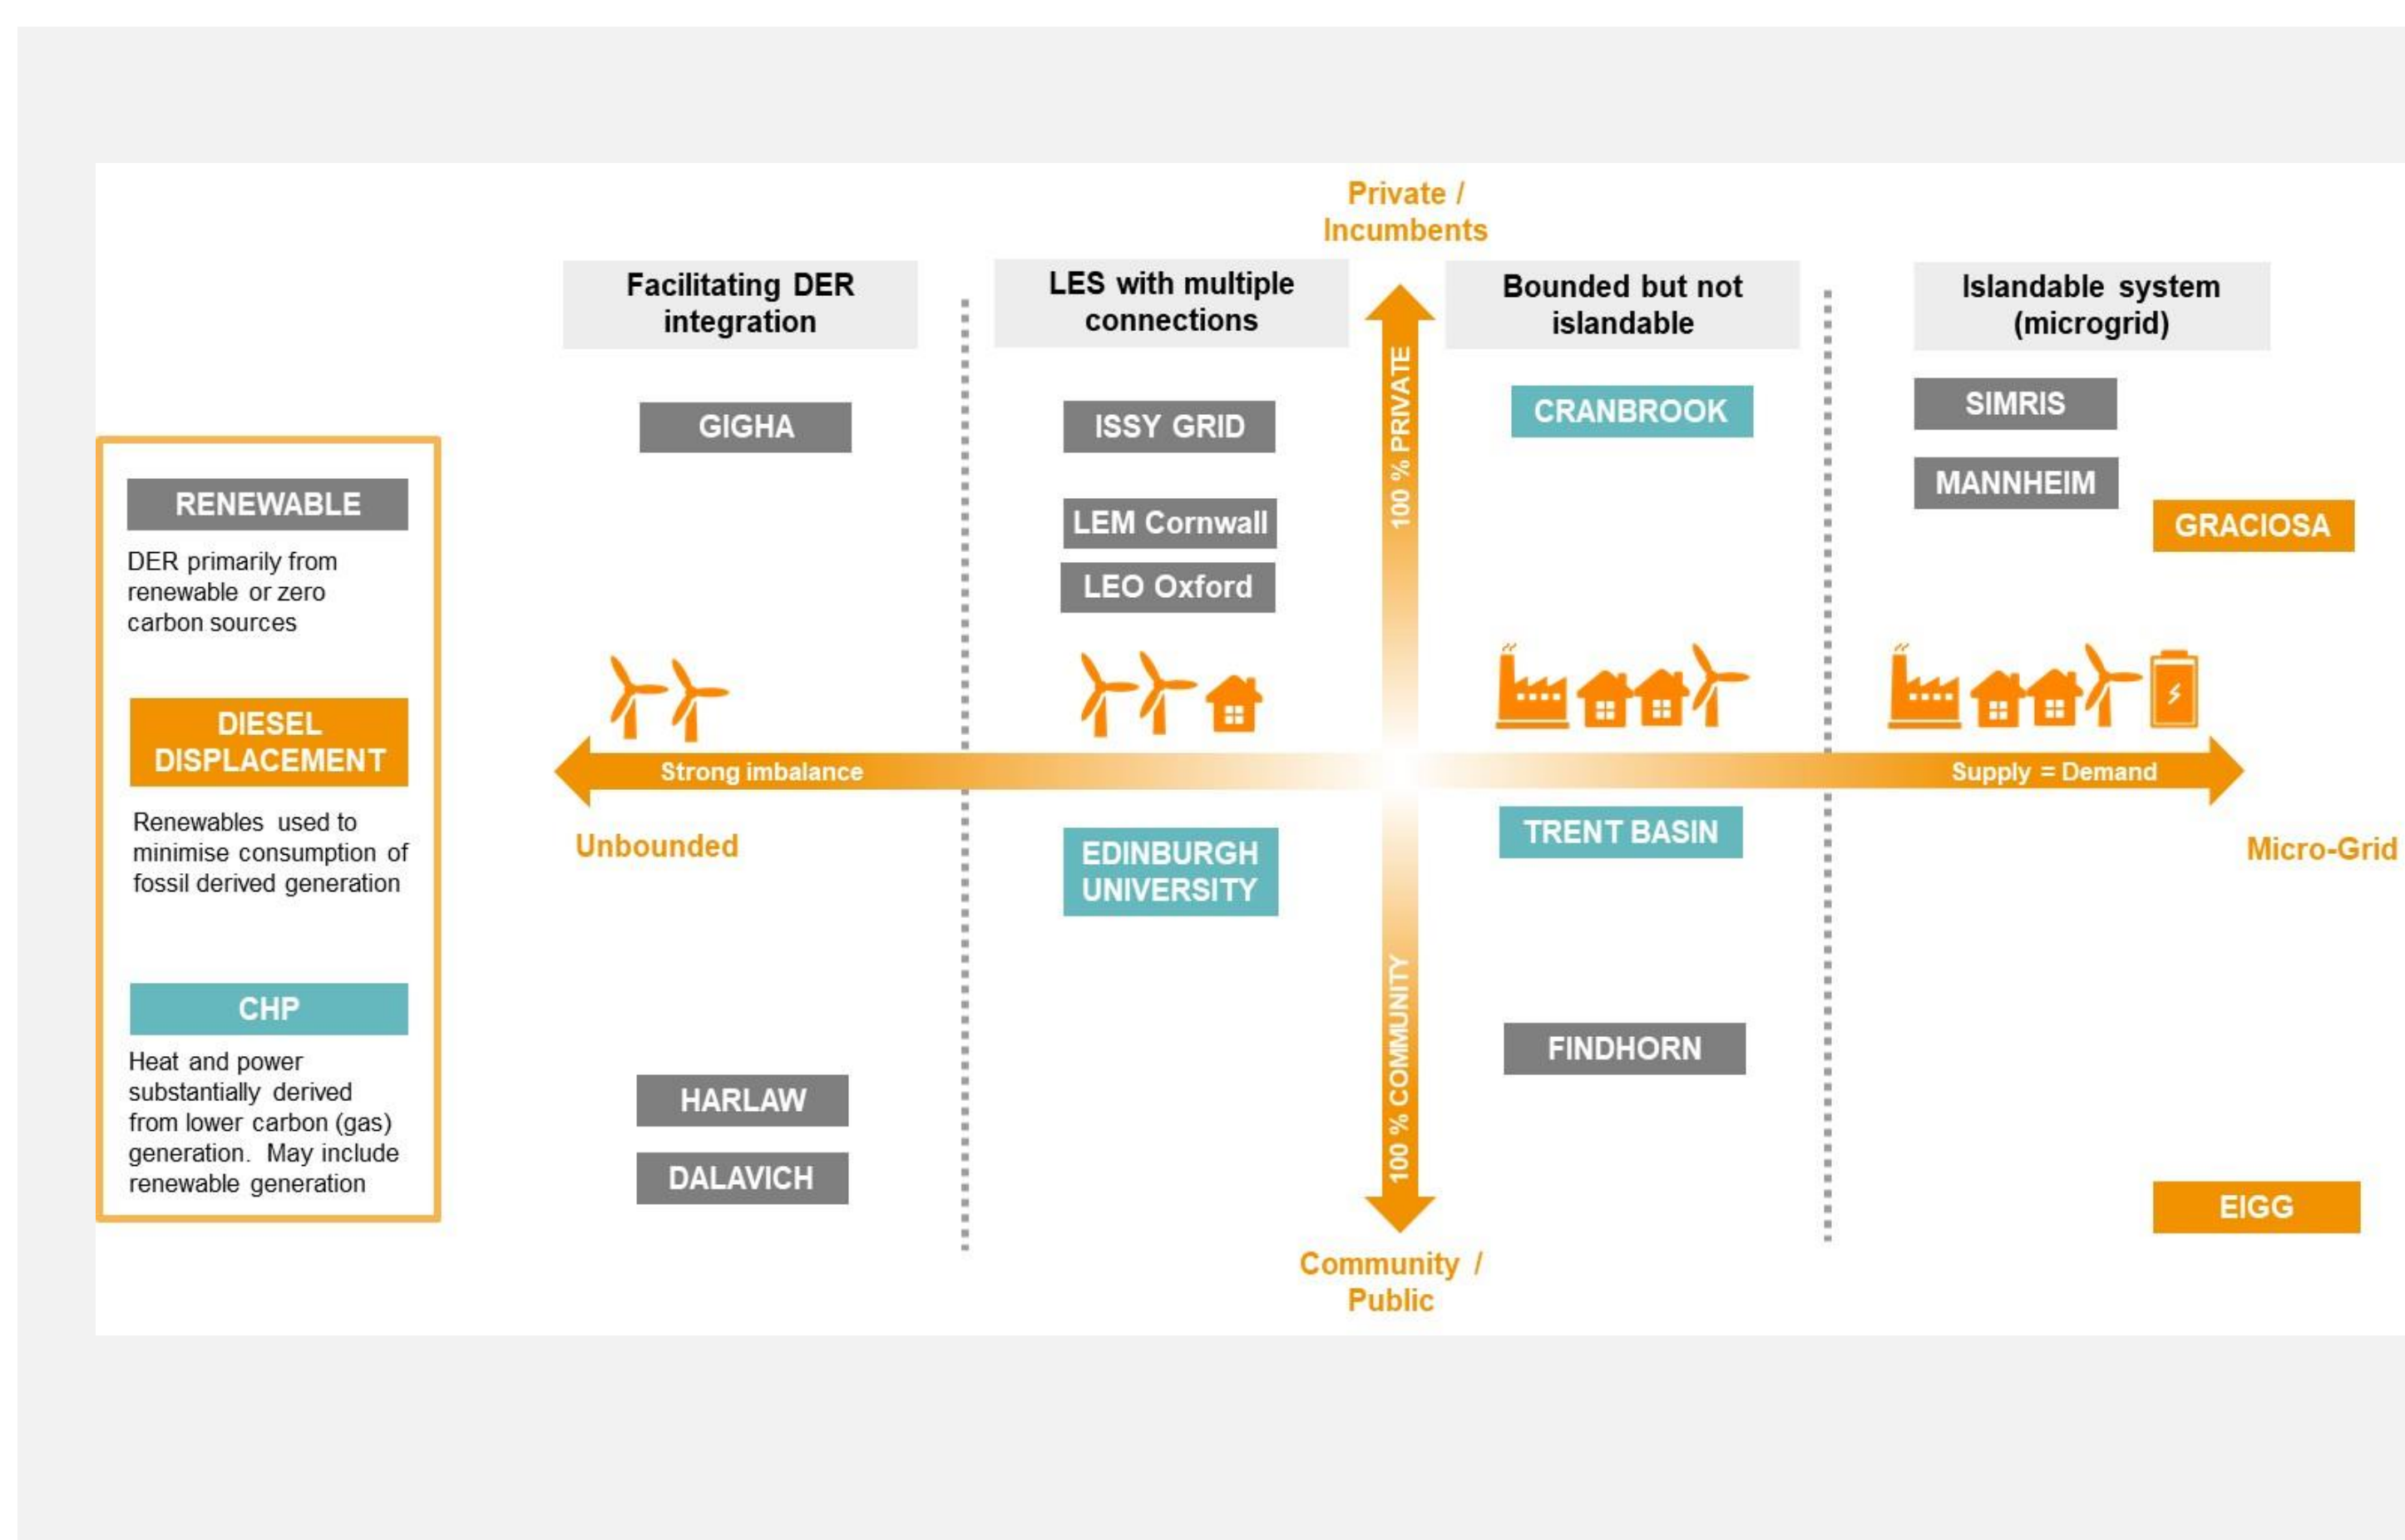 Private /
Incumbents
Facilitating DER
integration
LES with multiple
connections
Bounded but not
islandable
Islandable system
(microgrid)
100 % PRIVATE
GIGHA
ISSY GRID
LEM Cornwall
LEO Oxford
CRANBROOK
SIMRIS
MANNHEIM
GRACIOSA
RENEWABLE
DER primarily from
renewable or zero
carbon sources
DIESEL
DISPLACEMENT
Renewables used to
minimise consumption of
fossil derived generation
CHP
Heat and power
substantially derived
from lower carbon (gas)
generation. May include
renewable generation
Strong imbalance
Supply = Demand
Unbounded
Micro-Grid
EDINBURGH
UNIVERSITY
TRENT BASIN
100 % COMMUNITY
HARLAW
DALAVICH
FINDHORN
EIGG
Community /
Public